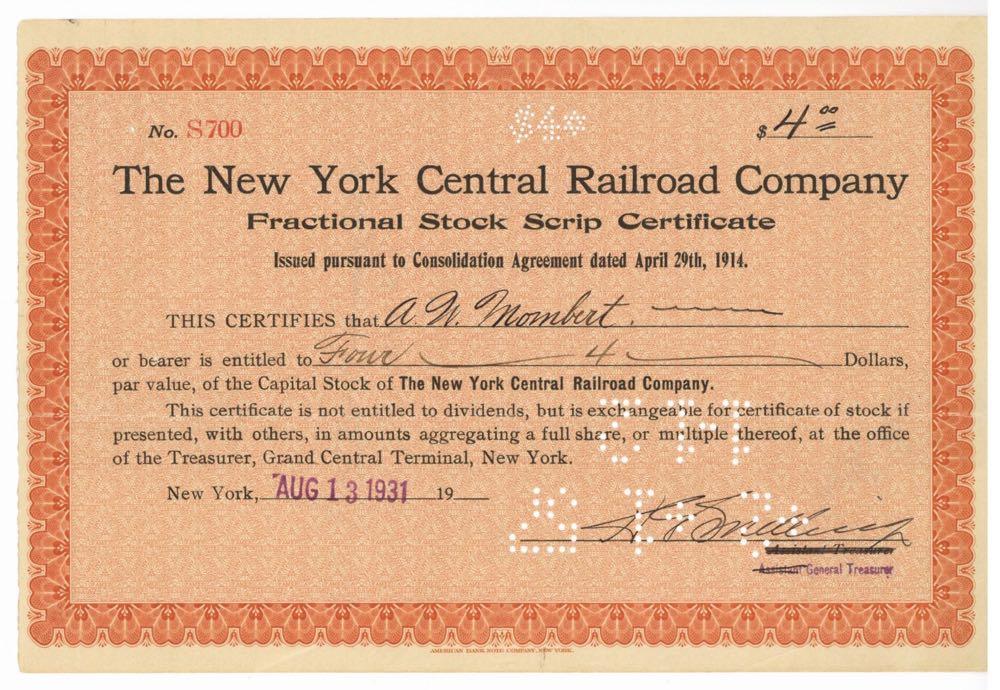 No. S700 $4* $ 4 00
The New York Central Railroad Company
Fractional Stock Scrip Certificate
Issued pursuant to Consolidation Agreement dated April 29th, 1914.
THIS CERTIFIES that A. W. Mombert.
or bearer is entitled to Four 4 Dollars,
par value, of the Capital Stock of The New York Central Railroad Company.
This certificate is not entitled to dividends, but is exchangeable for certificate of stock if
presented, with others, in amounts aggregating a full share, or multiple thereof, at the office
of the Treasurer, Grand Central Terminal, New York.
New York, AUG 13 1931 19
Assistant Treasurer
Assistant General Treasurer
AMERICAN BANK NOTE COMPANY, NEW YORK.